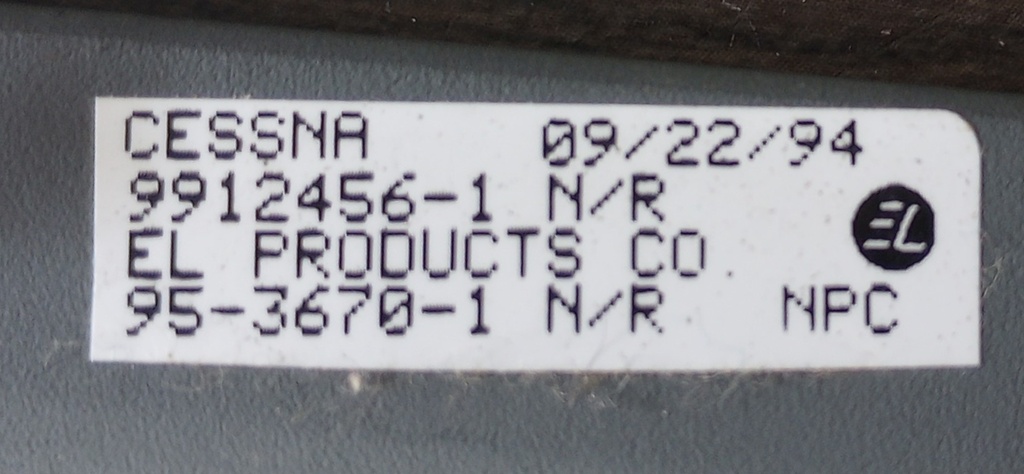 CESSNA 09/22/94
9912456-1 N/R
EL
EL PRODUCTS CO.
95-3670-1 N/R NPC